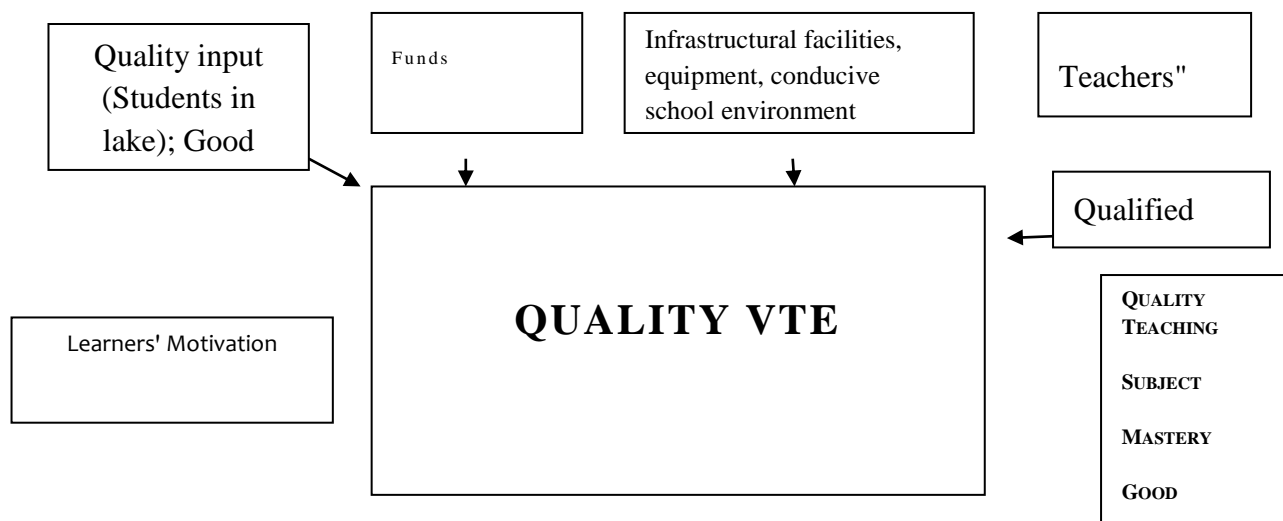 Quality input
(Students in
lake); Good
Funds
Infrastructural facilities,
equipment, conducive
school environment
Teachers"
Qualified
QUALITY VTE
Learners' Motivation
QUALITY
TEACHING
SUBJECT
MASTERY
GOOD